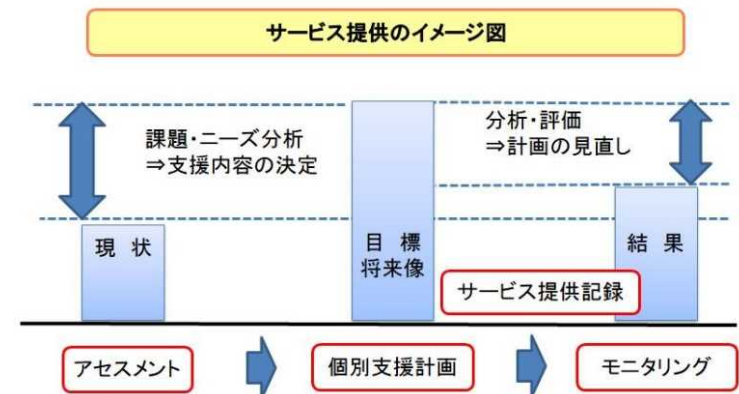 サービス提供のイメージ図
課題・ニーズ分析
⇒支援内容の決定
分析・評価
⇒計画の見直し
現 状
目 標
将来像
結 果
サービス提供記録
アセスメント
個別支援計画
モニタリング